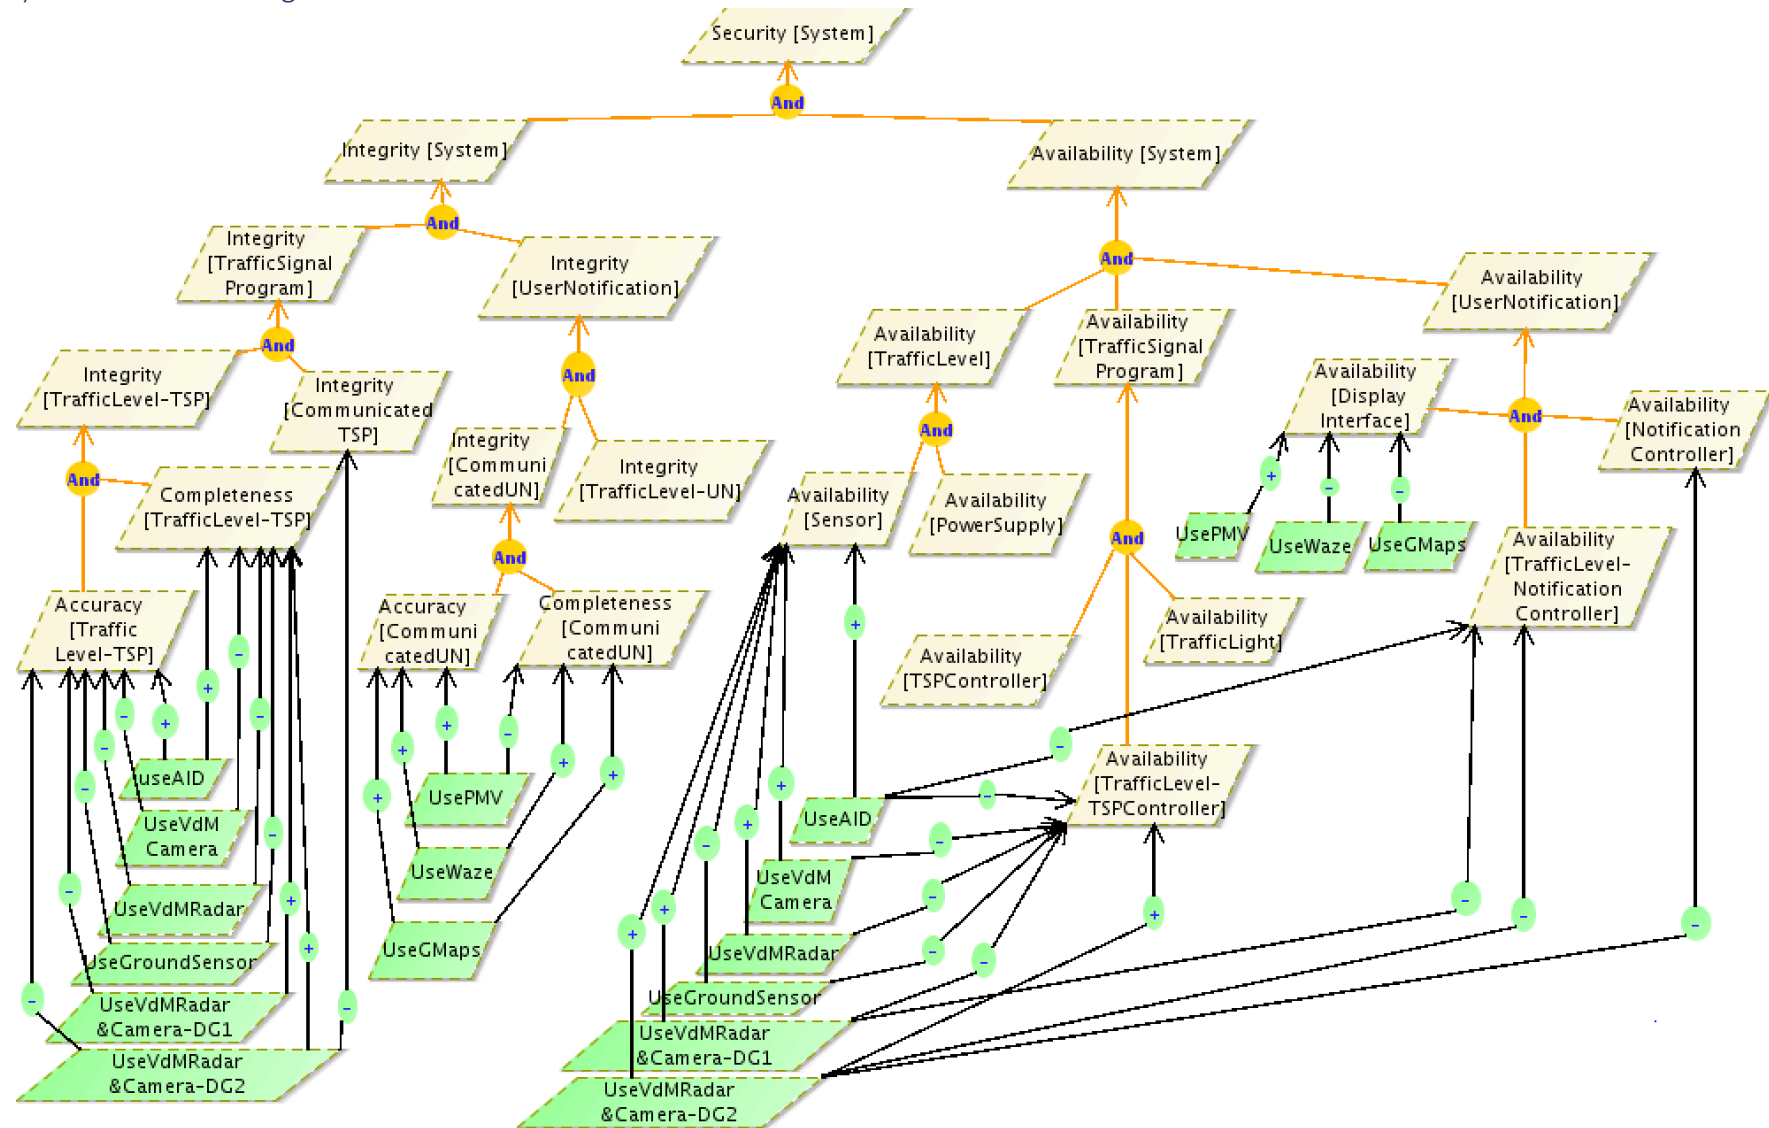 Security [System]
And
Integrity [System]
Availability [System]
And
Integrity
[TrafficSignal
Program]
Integrity
[UserNotification]
And
Availability
[UserNotification]
And
Integrity
[TrafficLevel-TSP]
Integrity
[Communicated
TSP]
And
Availability
[TrafficLevel]
Availability
[TrafficSignal
Program]
Availability
[Display
Interface]
And
Availability
[Notification
Controller]
And
Completeness
[TrafficLevel-TSP]
Integrity
[Communi
catedUN]
Integrity
[TrafficLevel-UN]
And
Availability
[Sensor]
Availability
[PowerSupply]
And
+
-
-
UsePMV
UseWaze
UseGMaps
Availability
[TrafficLevel-
Notification
Controller]
And
Accuracy
[Traffic
Level-TSP]
Accuracy
[Communi
catedUN]
Completeness
[Communi
catedUN]
Availability
[TSPController]
Availability
[TrafficLight]
+
-
+
-
-
+
-
-
-
+
useAID
UseVdM
Camera
UseVdMRadar
UseGroundSensor
UseVdMRadar
&Camera-DG1
UseVdMRadar
&Camera-DG2
-
-
-
+
+
-
+
-
+
+
+
+
UsePMV
UseWaze
UseGMaps
Availability
[TrafficLevel-
TSPController]
-
-
+
+
-
+
+
UseAID
UseVdM
Camera
UseVdMRadar
UseGroundSensor
UseVdMRadar
&Camera-DG1
UseVdMRadar
&Camera-DG2
-
-
-
-
+
-
-
-